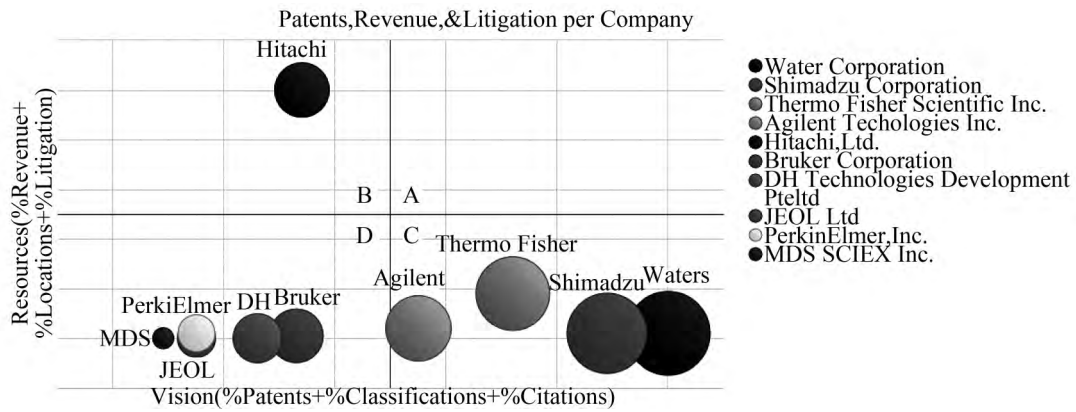 Patents,Revenue,&Litigation per Company
Resources(%Revenue+
%Locations+%Litigation)
Hitachi
B
A
D
C
Thermo Fisher
Agilent
Shimadzu
Waters
PerkiElmer
DH
Bruker
MDS
JEOL
Vision(%Patents+%Classifications+%Citations)
Water Corporation
Shimadzu Corporation
Thermo Fisher Scientific Inc.
Agilent Techologies Inc.
Hitachi,Ltd.
Bruker Corporation
DH Technologies Development
Pteltd
JEOL Ltd
PerkinElmer,Inc.
MDS SCIEX Inc.